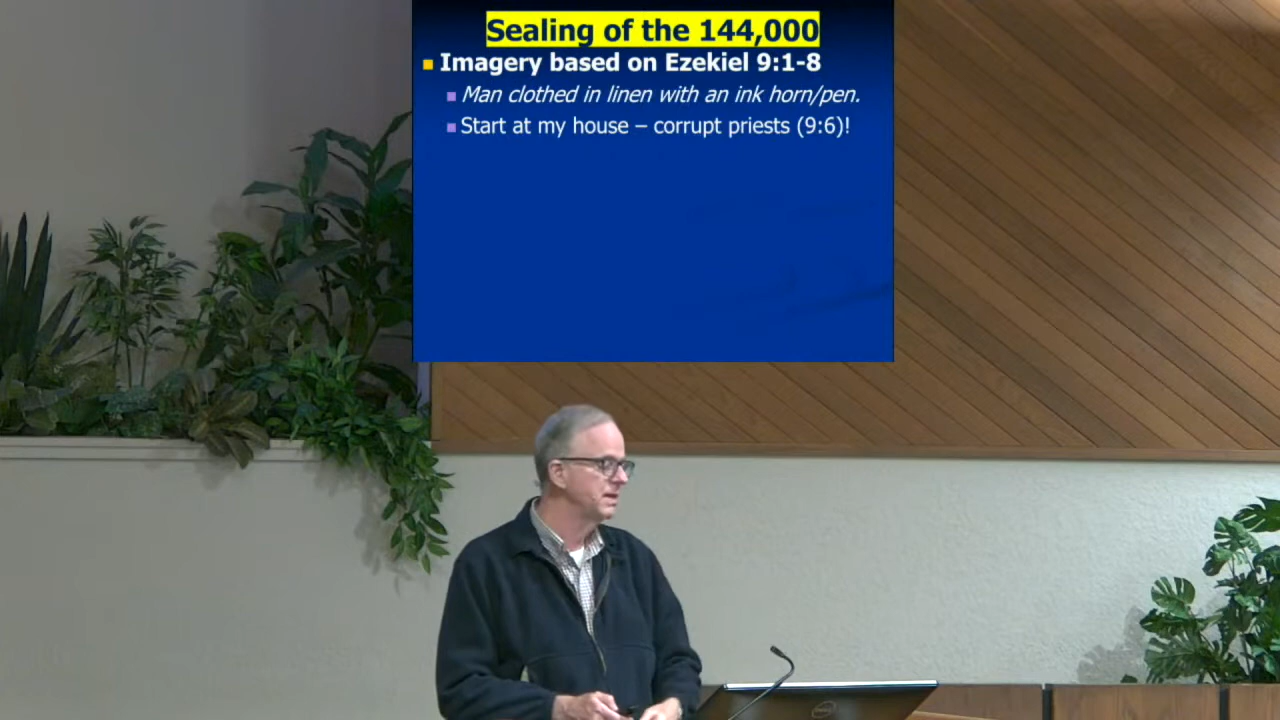 Sealing of the 144,000
Imagery based on Ezekiel 9:1-8
Man clothed in linen with an ink horn/pen.
Start at my house – corrupt priests (9:6)!